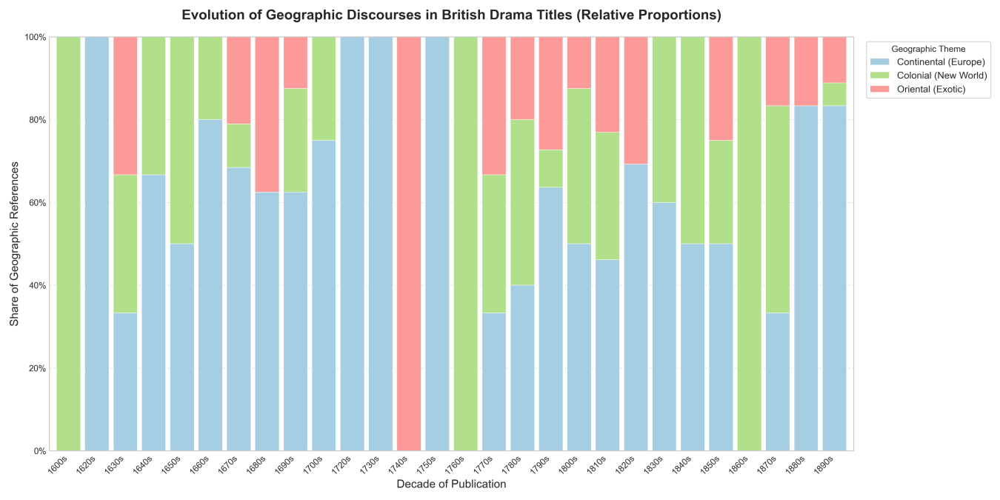 Evolution of Geographic Discourses in British Drama Titles (Relative Proportions)
Geographic Theme
Continental (Europe)
Colonial (New World)
Oriental (Exotic)
Share of Geographic References
100%
80%
60%
40%
20%
0%
1600s 1620s 1630s 1640s 1650s 1660s 1670s 1680s 1690s 1700s 1720s 1730s 1740s 1750s 1760s 1770s 1780s 1790s 1800s 1810s 1820s 1830s 1840s 1850s 1860s 1870s 1880s 1890s
Decade of Publication